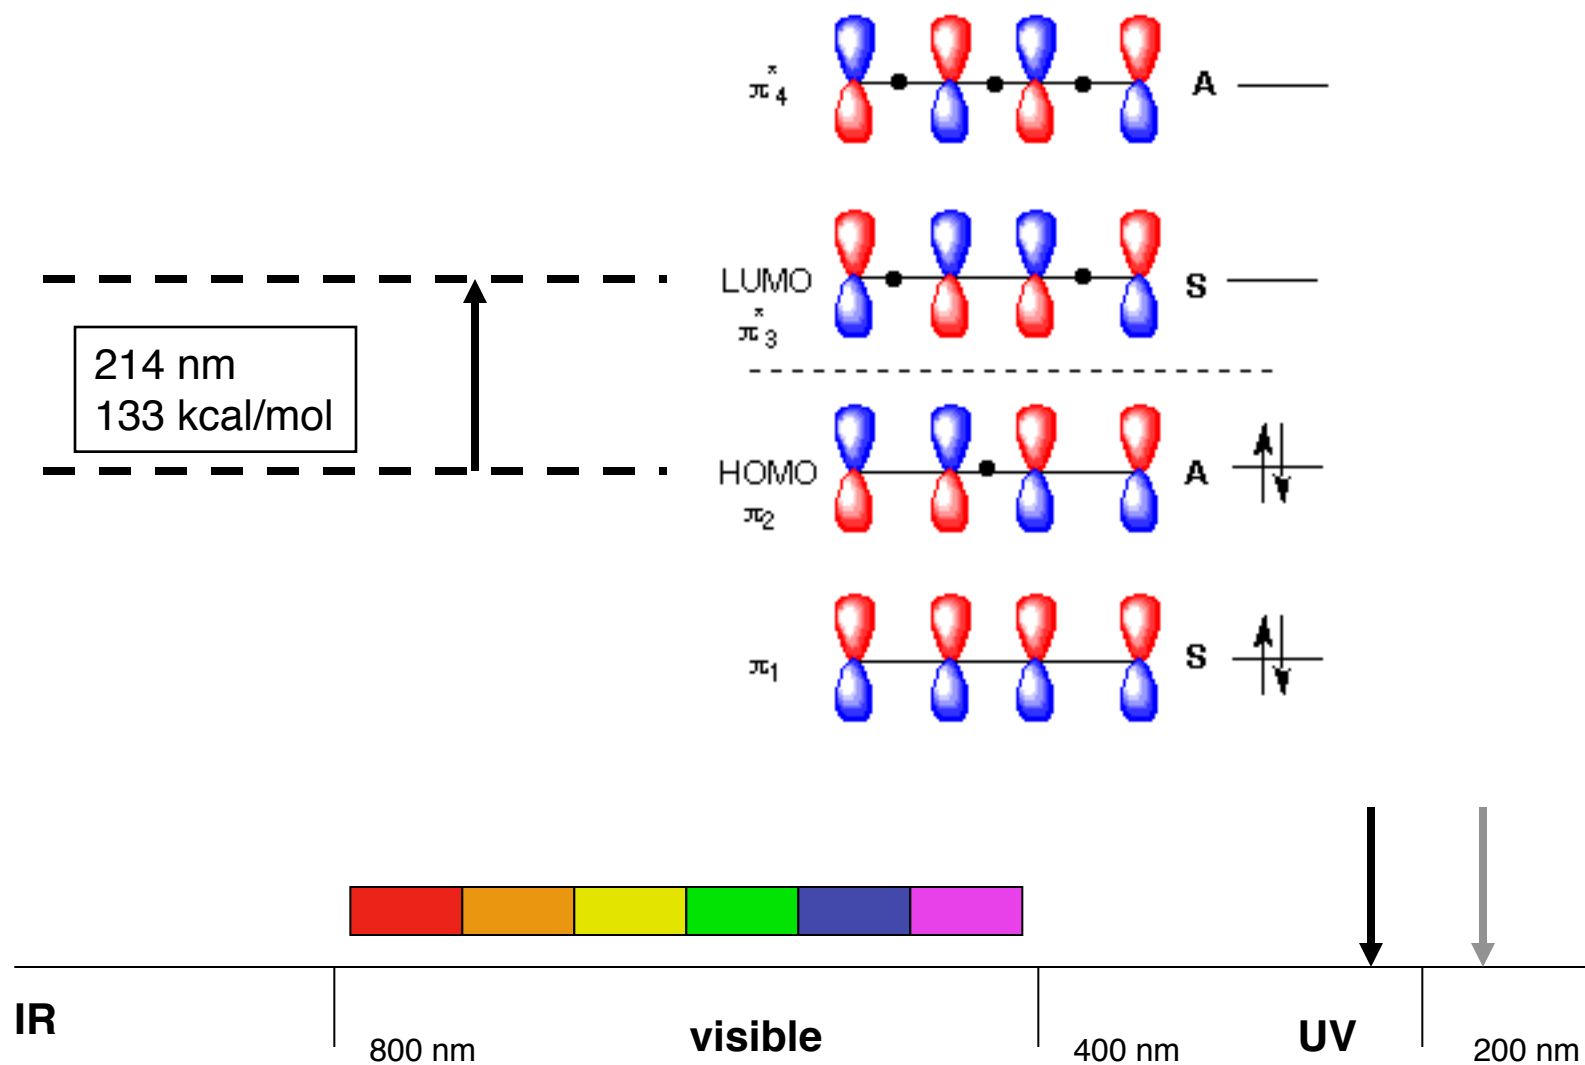 π*4 A
LUMO S
π*3
214 nm
133 kcal/mol
HOMO A
π2
π1 S
IR
800 nm
visible
400 nm
UV
200 nm